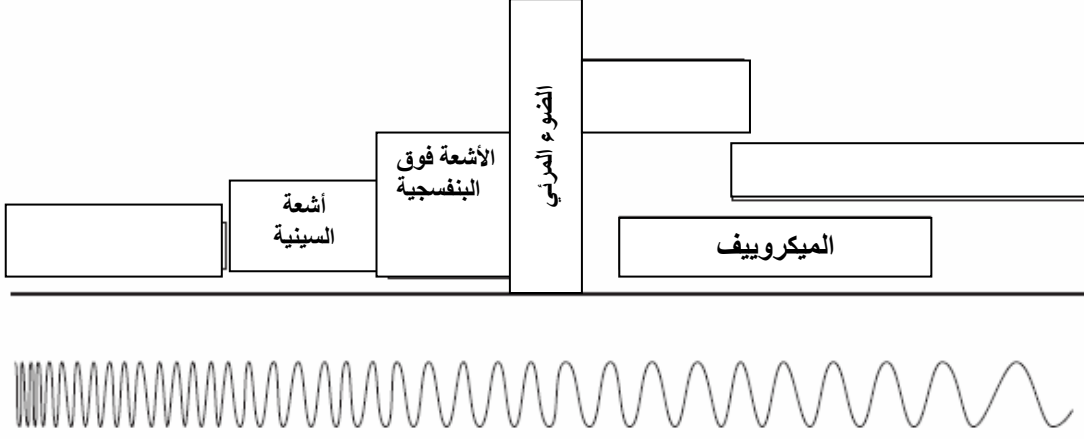 الضوء المرئي
الأشعة فوق
البنفسجية
أشعة
السينية
الميكروييف